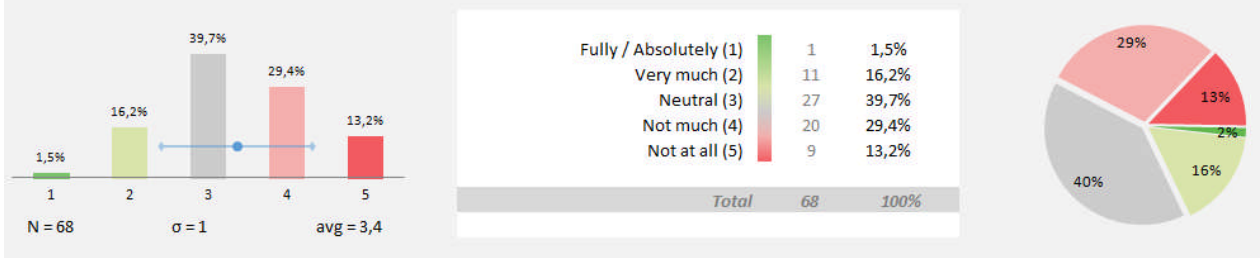 39,7%
29,4%
16,2%
13,2%
1,5%
1 2 3 4 5
N = 68 σ = 1 avg = 3,4
Fully / Absolutely (1) 1 1,5%
Very much (2) 11 16,2%
Neutral (3) 27 39,7%
Not much (4) 20 29,4%
Not at all (5) 9 13,2%
Total 68 100%
29%
13%
2%
16%
40%